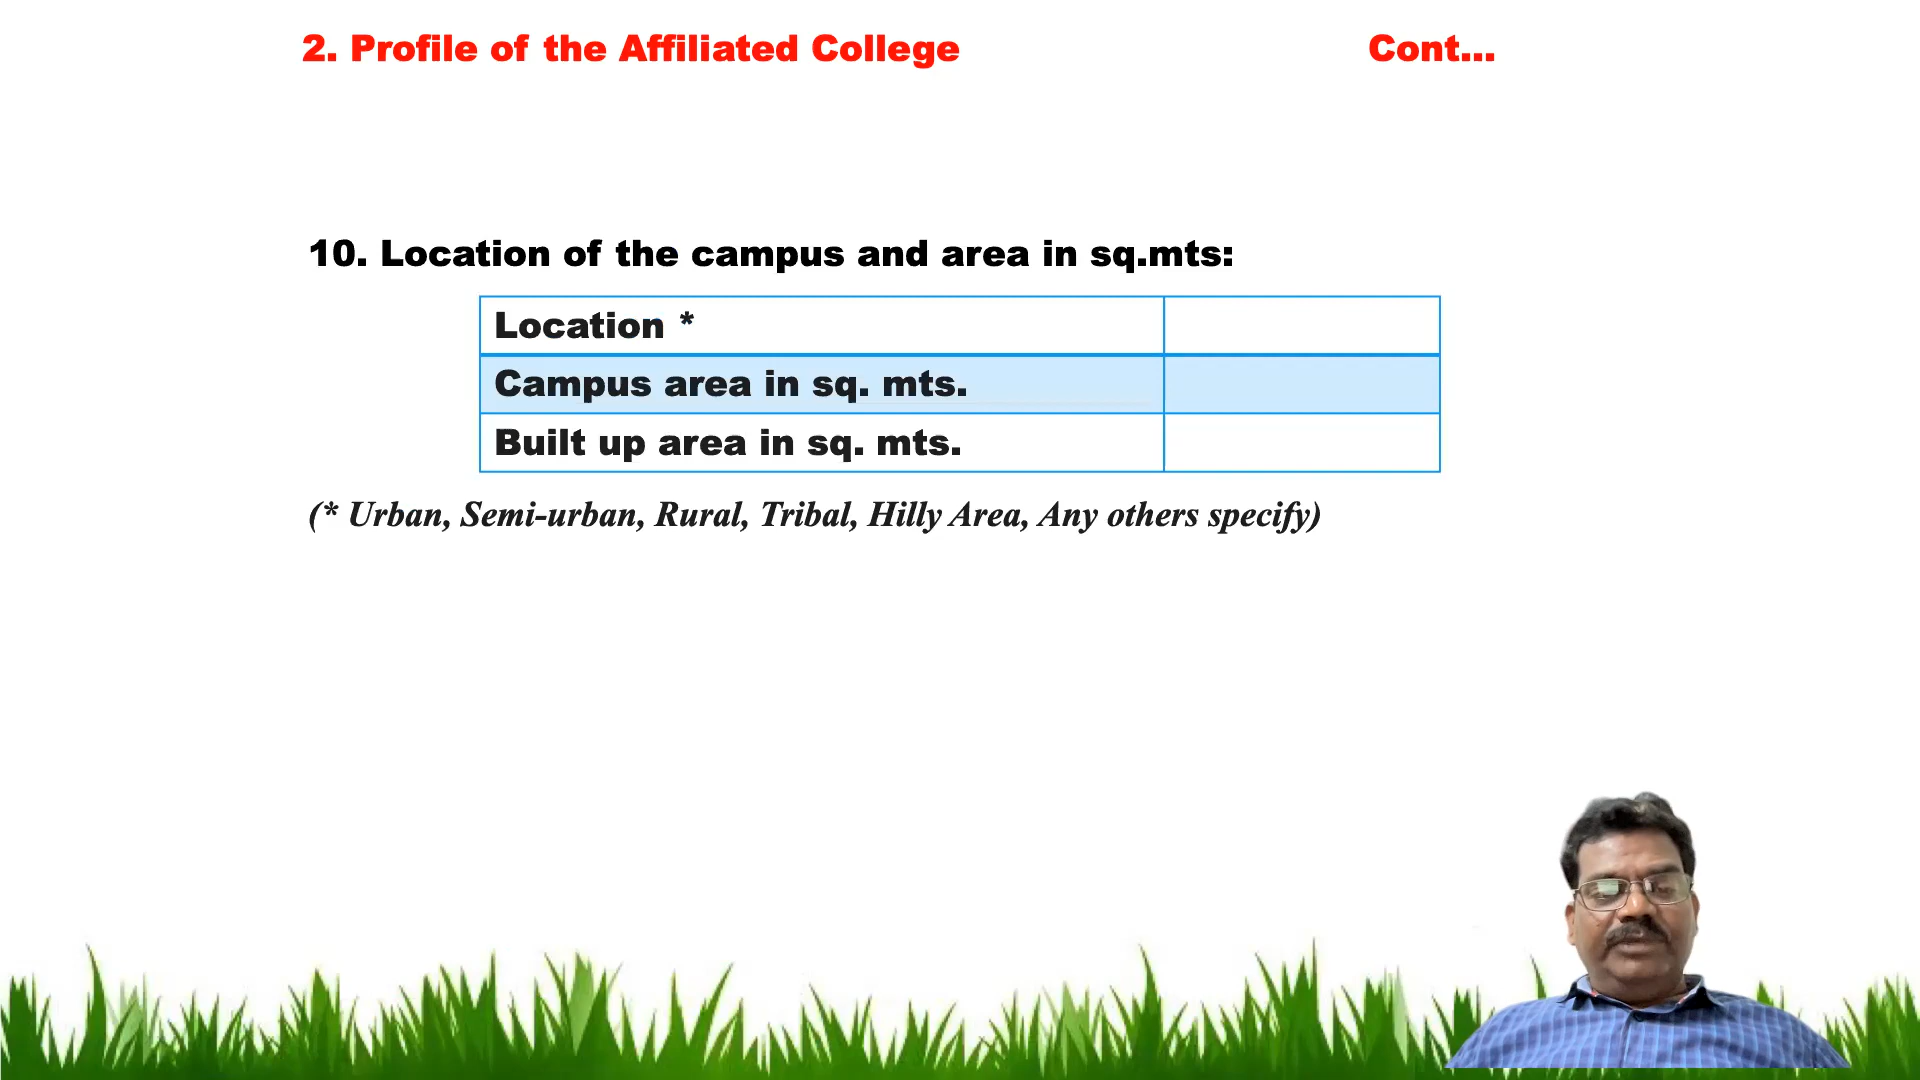 2. Profile of the Affiliated College Cont...
10. Location of the campus and area in sq.mts:
Location *
Campus area in sq. mts.
Built up area in sq. mts.
(* Urban, Semi-urban, Rural, Tribal, Hilly Area, Any others specify)